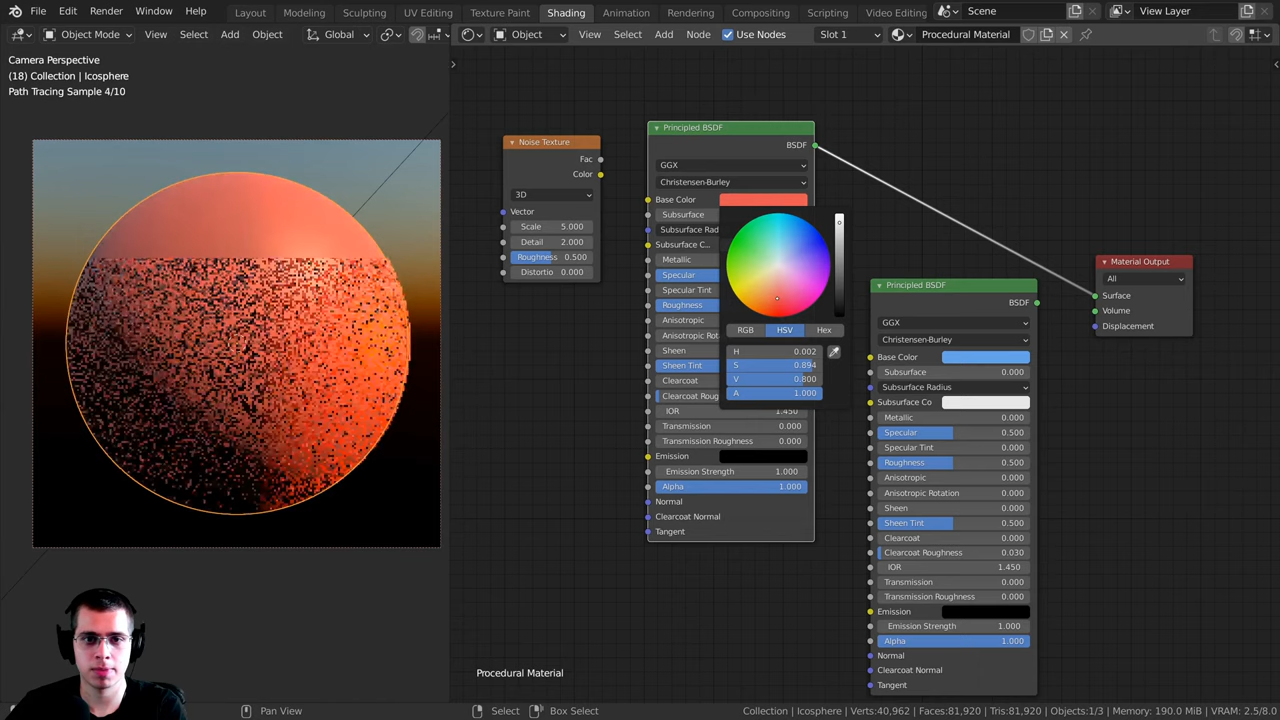 File Edit Render Window Help Layout Modeling Sculpting UV Editing Texture Paint Shading Animation Rendering Compositing Scripting Video Editing Scene View Layer
Object Mode View Select Add Object Global Object View Select Add Node Use Nodes Slot 1 Procedural Material
Camera Perspective
(18) Collection | Icosphere
Path Tracing Sample 4/10
Noise Texture
Fac
Color
3D
Vector
Scale 5.000
Detail 2.000
Roughness 0.500
Distortio 0.000
Principled BSDF
BSDF
GGX
Christensen-Burley
Base Color
Subsurface
Subsurface Rad
Subsurface C...
Metallic
Specular
Specular Tint
Roughness
Anisotropic
Anisotropic Rot
Sheen
Sheen Tint
Clearcoat
Clearcoat Roug
IOR 1.450
Transmission 0.000
Transmission Roughness 0.000
Emission
Emission Strength 1.000
Alpha 1.000
Normal
Clearcoat Normal
Tangent
RGB HSV Hex
H 0.002
S 0.894
V 0.800
A 1.000
Principled BSDF
BSDF
GGX
Christensen-Burley
Base Color
Subsurface 0.000
Subsurface Radius
Subsurface Co
Metallic 0.000
Specular 0.500
Specular Tint 0.000
Roughness 0.500
Anisotropic 0.000
Anisotropic Rotation 0.000
Sheen 0.000
Sheen Tint 0.500
Clearcoat 0.000
Clearcoat Roughness 0.030
IOR 1.450
Transmission 0.000
Transmission Roughness 0.000
Emission
Emission Strength 1.000
Alpha 1.000
Normal
Clearcoat Normal
Tangent
Material Output
All
Surface
Volume
Displacement
Procedural Material
Pan View Select Box Select Collection | Icosphere | Verts:40,962 | Faces:81,920 | Tris:81,920 | Objects:1/3 | Memory: 190.0 MiB | VRAM: 2.5/8.0